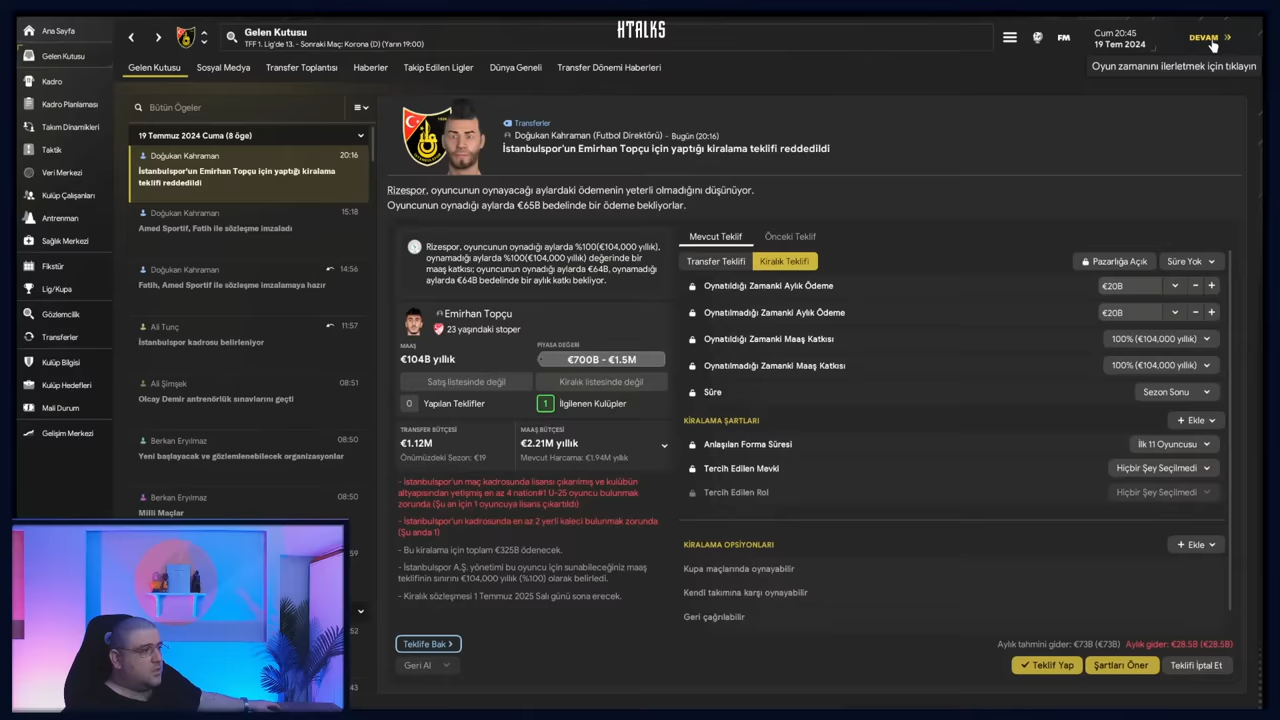 HTALKS
Ana Sayfa
Gelen Kutusu
Kadro
Kadro Planlaması
Takım Dinamikleri
Taktik
Veri Merkezi
Kulüp Çalışanları
Antrenman
Sağlık Merkezi
Fikstür
Lig/Kupa
Gözlemcilik
Transferler
Kulüp Bilgisi
Kulüp Hedefleri
Mali Durum
Gelişim Merkezi
Gelen Kutusu
TFF 1. Lig'de 13. - Sonraki Maç: Korona (D) (Yarın 19:00)
FM
Cum 20:45
19 Tem 2024
DEVAM
Oyun zamanını ilerletmek için tıklayın
Gelen Kutusu Sosyal Medya Transfer Toplantısı Haberler Takip Edilen Ligler Dünya Geneli Transfer Dönemi Haberleri
Bütün Ögeler
19 Temmuz 2024 Cuma (8 öge)
Doğukan Kahraman 20:16
İstanbulspor'un Emirhan Topçu için yaptığı kiralama
teklifi reddedildi
Doğukan Kahraman 15:18
Amed Sportif, Fatih ile sözleşme imzaladı
Doğukan Kahraman 14:56
Fatih, Amed Sportif ile sözleşme imzalamaya hazır
Ali Tunç 11:57
İstanbulspor kadrosu belirleniyor
Ali Şimşek 08:51
Olcay Demir antrenörlük sınavlarını geçti
Berkan Eryılmaz 08:50
Yeni başlayacak ve gözlemlenebilecek organizasyonlar
Berkan Eryılmaz 08:50
Milli Maçlar
Transferler
Doğukan Kahraman (Futbol Direktörü) - Bugün (20:16)
İstanbulspor'un Emirhan Topçu için yaptığı kiralama teklifi reddedildi
Rizespor, oyuncunun oynayacağı aylardaki ödemenin yeterli olmadığını düşünüyor.
Oyuncunun oynadığı aylarda €65B bedelinde bir ödeme bekliyorlar.
Rizespor, oyuncunun oynadığı aylarda %100(€104,000 yıllık),
oynamadığı aylarda %100(€104,000 yıllık) değerinde bir
maaş katkısı; oyuncunun oynadığı aylarda €64B, oynamadığı
aylarda €64B bedelinde bir aylık katkı bekliyor.
Emirhan Topçu
23 yaşındaki stoper
MAAŞ
€104B yıllık
PİYASA DEĞERİ
€700B - €1.5M
Satış listesinde değil
Kiralık listesinde değil
0 Yapılan Teklifler
1 İlgilenen Kulüpler
TRANSFER BÜTÇESİ
€1.12M
Önümüzdeki Sezon: €19
MAAŞ BÜTÇESİ
€2.21M yıllık
Mevcut Harcama: €1.94M yıllık
- İstanbulspor'un maç kadrosunda lisansı çıkarılmış ve kulübün
altyapısından yetişmiş en az 4 nation#1 U-25 oyuncu bulunmak
zorunda (Şu an için 1 oyuncuya lisans çıkartıldı)
- İstanbulspor'un kadrosunda en az 2 yerli kaleci bulunmak zorunda
(Şu anda 1)
- Bu kiralama için toplam €325B ödenecek.
- İstanbulspor A.Ş. yönetimi bu oyuncu için sunabileceğiniz maaş
teklifinin sınırını €104,000 yıllık (%100) olarak belirledi.
- Kiralık sözleşmesi 1 Temmuz 2025 Salı günü sona erecek.
Teklife Bak
Geri Al
Mevcut Teklif Önceki Teklif
Transfer Teklifi Kiralık Teklifi Pazarlığa Açık Süre Yok
Oynatıldığı Zamanki Aylık Ödeme €20B
Oynatılmadığı Zamanki Aylık Ödeme €20B
Oynatıldığı Zamanki Maaş Katkısı 100% (€104,000 yıllık)
Oynatılmadığı Zamanki Maaş Katkısı 100% (€104,000 yıllık)
Süre Sezon Sonu
KİRALAMA ŞARTLARI + Ekle
Anlaşılan Forma Süresi İlk 11 Oyuncusu
Tercih Edilen Mevki Hiçbir Şey Seçilmedi
Tercih Edilen Rol Hiçbir Şey Seçilmedi
KİRALAMA OPSİYONLARI + Ekle
Kupa maçlarında oynayabilir
Kendi takımına karşı oynayabilir
Geri çağrılabilir
Aylık tahmini gider: €73B (€73B) Aylık gider: €28.5B (€28.5B)
Teklif Yap Şartları Öner Teklifi İptal Et